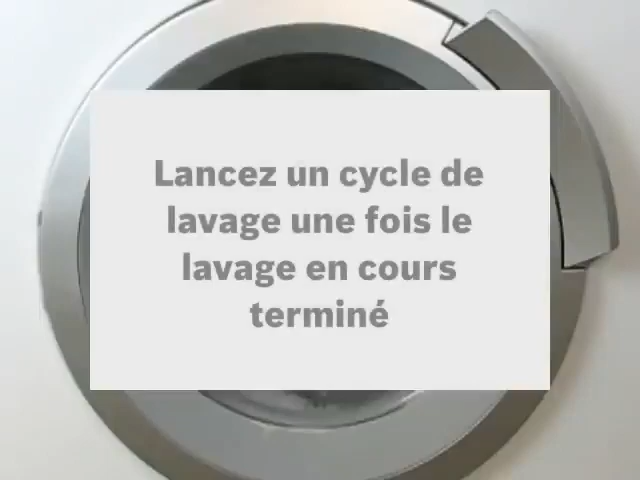 Lancez un cycle de
lavage une fois le
lavage en cours
terminé